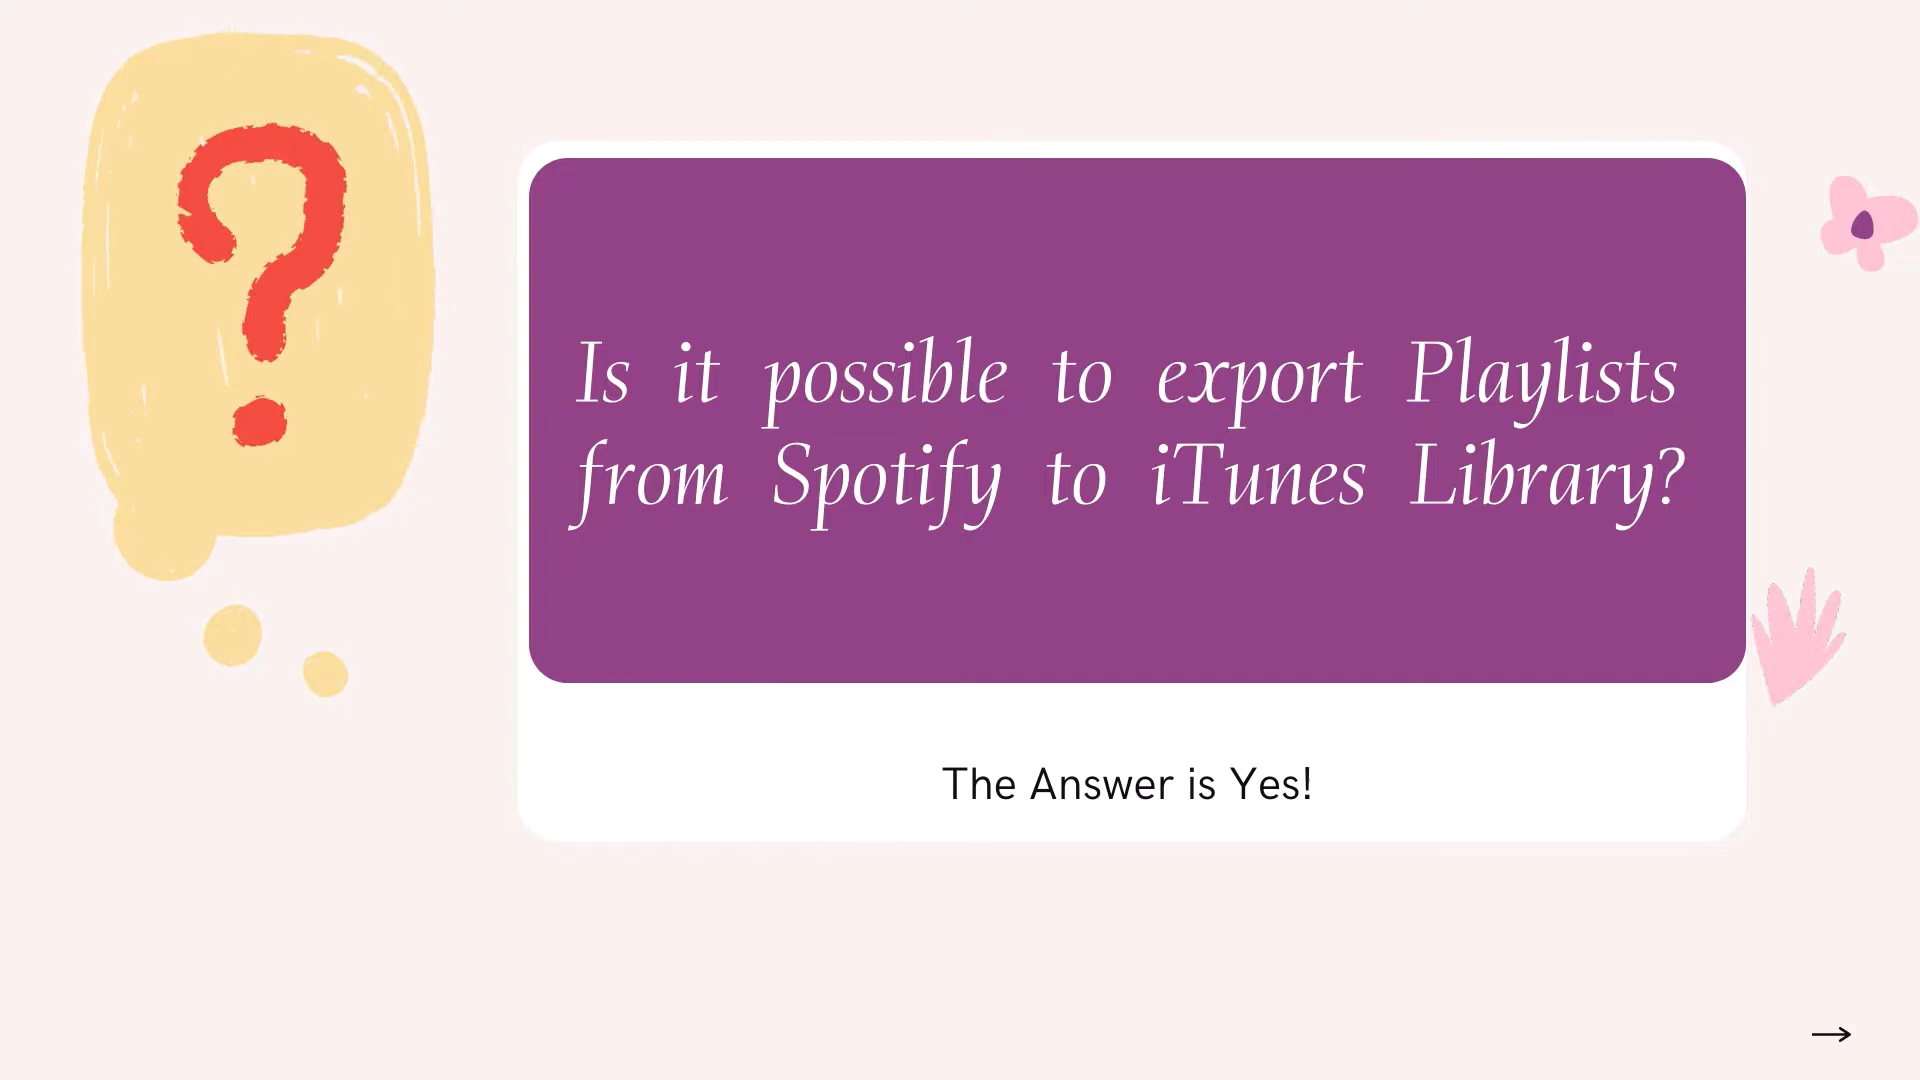 Is it possible to export Playlists
from Spotify to iTunes Library?
The Answer is Yes!